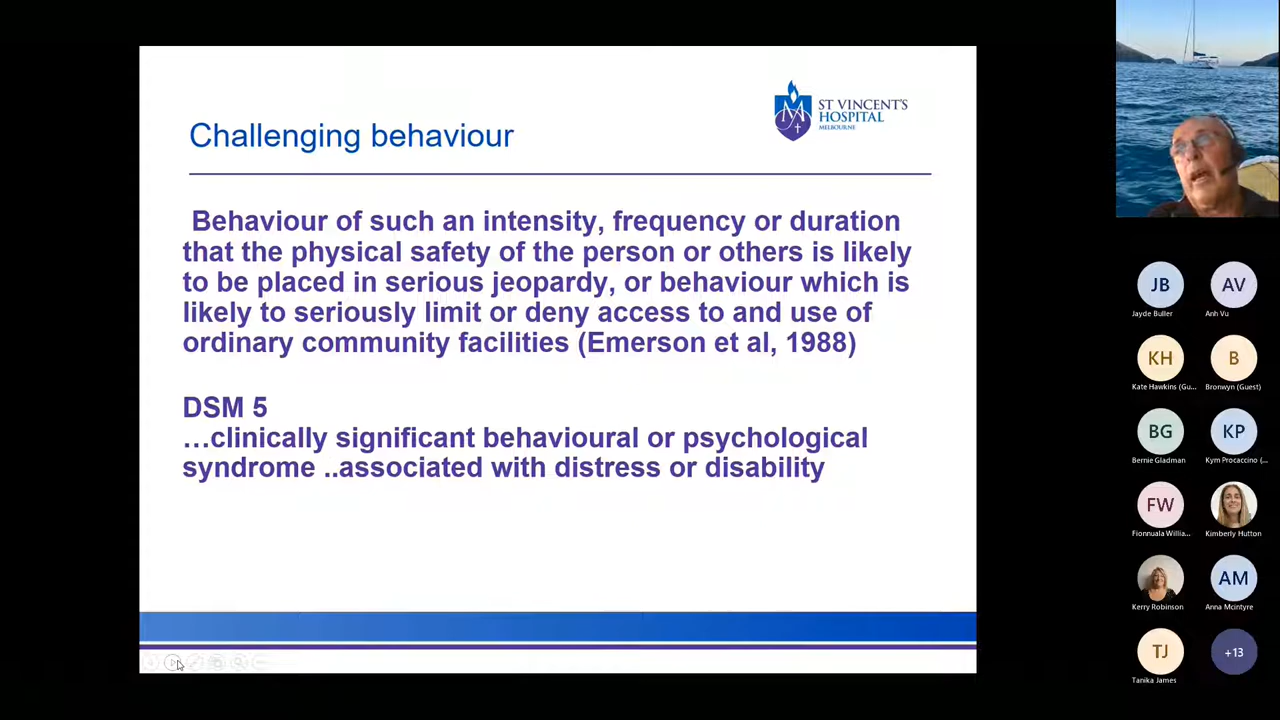 Challenging behaviour
ST VINCENT'S
HOSPITAL
MELBOURNE
Behaviour of such an intensity, frequency or duration
that the physical safety of the person or others is likely
to be placed in serious jeopardy, or behaviour which is
likely to seriously limit or deny access to and use of
ordinary community facilities (Emerson et al, 1988)
DSM 5
…clinically significant behavioural or psychological
syndrome ..associated with distress or disability
JB
AV
Jayde Buller
Anh Vu
KH
B
Kate Hawkins (Gu...
Bronwyn (Guest)
BG
KP
Bernie Gladman
Kym Procaccino (...
FW
Fionnuala Willia...
Kimberly Hutton
AM
Kerry Robinson
Anna Mcintyre
TJ
+13
Tanika James